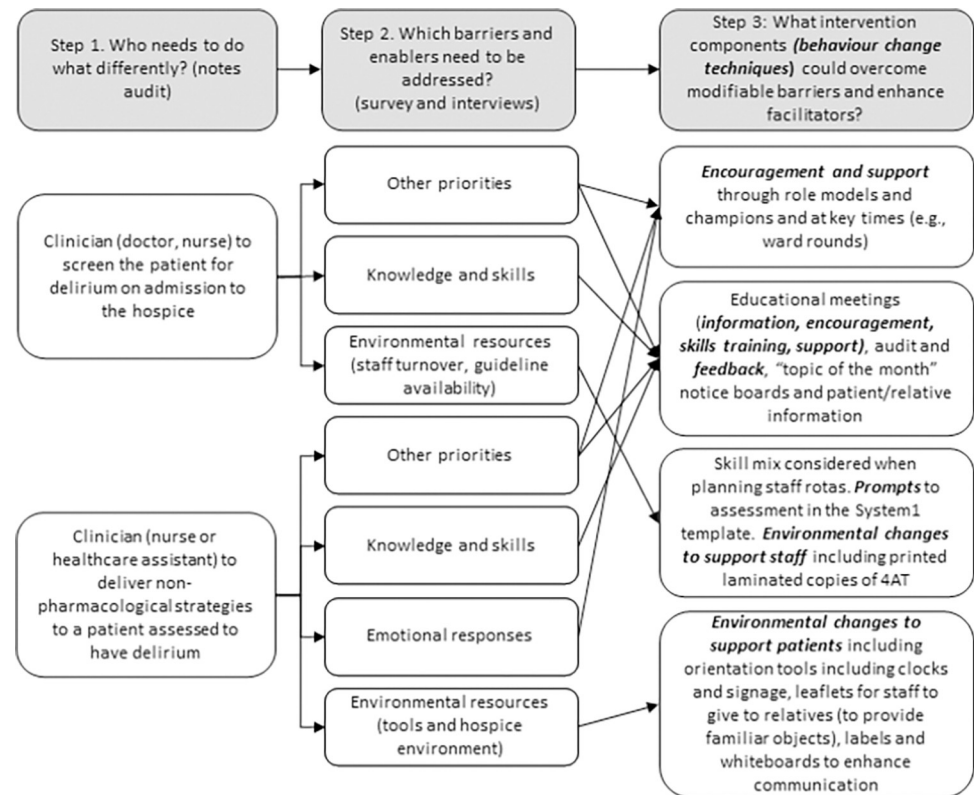 Step 1. Who needs to do
what differently? (notes
audit)
Step 2. Which barriers and
enablers need to be
addressed?
(survey and interviews)
Step 3: What intervention
components (behaviour change
techniques) could overcome
modifiable barriers and enhance
facilitators?
Clinician (doctor, nurse) to
screen the patient for
delirium on admission to
the hospice
Other priorities
Knowledge and skills
Environmental resources
(staff turnover, guideline
availability)
Clinician (nurse or
healthcare assistant) to
deliver non-
pharmacological strategies
to a patient assessed to
have delirium
Other priorities
Knowledge and skills
Emotional responses
Environmental resources
(tools and hospice
environment)
Encouragement and support
through role models and
champions and at key times (e.g.,
ward rounds)
Educational meetings
(information, encouragement,
skills training, support), audit and
feedback, “topic of the month”
notice boards and patient/relative
information
Skill mix considered when
planning staff rotas. Prompts to
assessment in the System1
template. Environmental changes
to support staff including printed
laminated copies of 4AT
Environmental changes to
support patients including
orientation tools including clocks
and signage, leaflets for staff to
give to relatives (to provide
familiar objects), labels and
whiteboards to enhance
communication